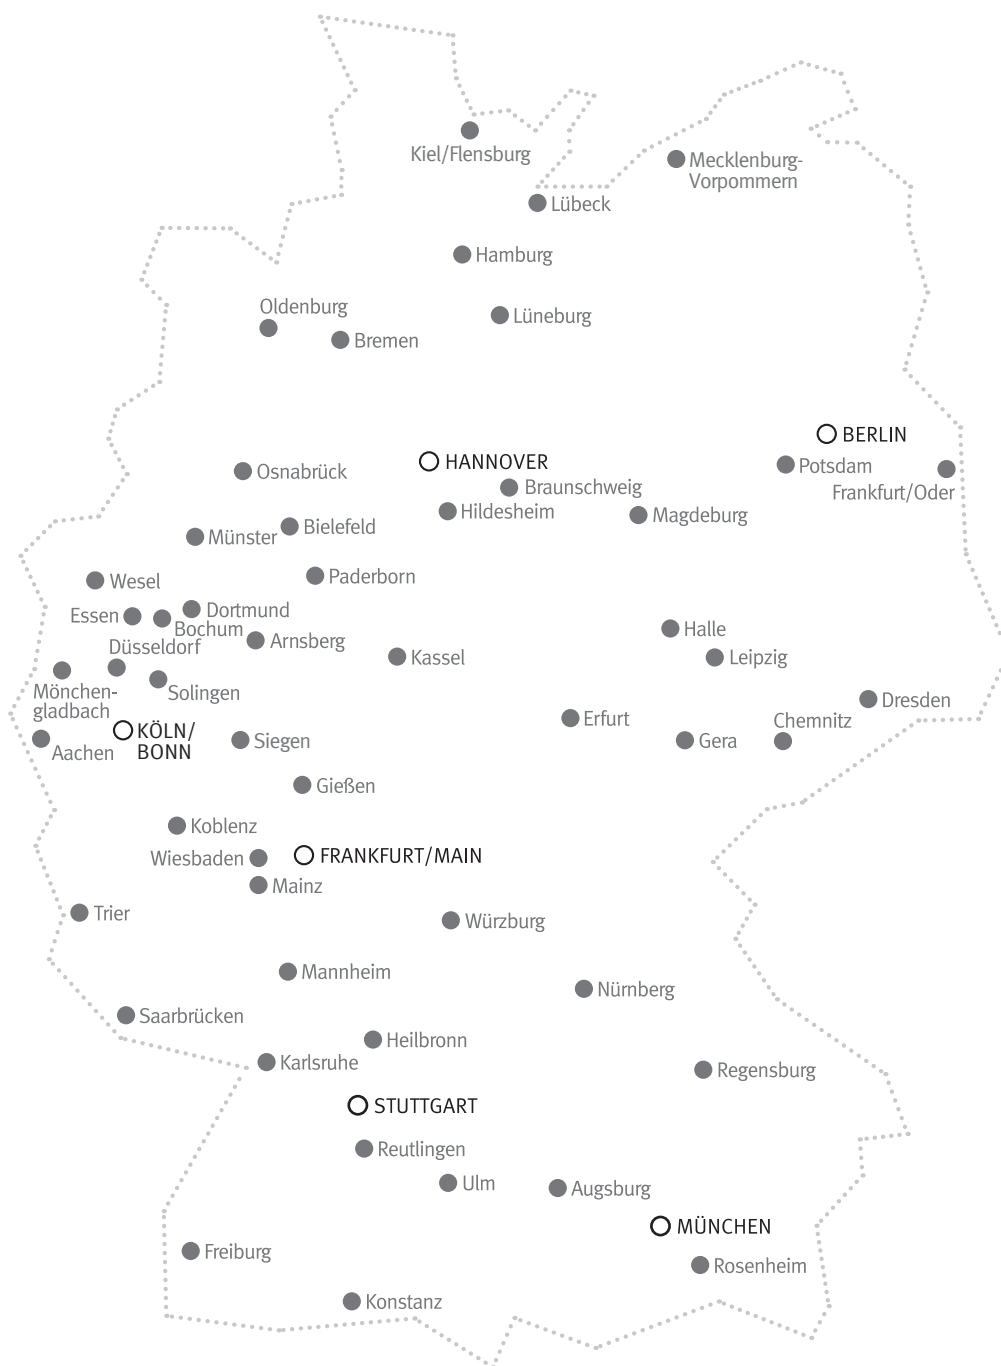 Kiel/Flensburg
Mecklenburg-
Vorpommern
Lübeck
Hamburg
Oldenburg
Lüneburg
Bremen
BERLIN
HANNOVER
Potsdam
Osnabrück
Braunschweig
Frankfurt/Oder
Hildesheim
Magdeburg
Bielefeld
Münster
Paderborn
Wesel
Dortmund
Essen
Bochum
Halle
Arnsberg
Düsseldorf
Kassel
Leipzig
Mönchen-
gladbach
Solingen
Dresden
Erfurt
Chemnitz
KÖLN/
BONN
Aachen
Siegen
Gera
Gießen
Koblenz
Wiesbaden
FRANKFURT/MAIN
Mainz
Trier
Würzburg
Mannheim
Nürnberg
Saarbrücken
Heilbronn
Karlsruhe
Regensburg
STUTTGART
Reutlingen
Ulm
Augsburg
MÜNCHEN
Freiburg
Rosenheim
Konstanz